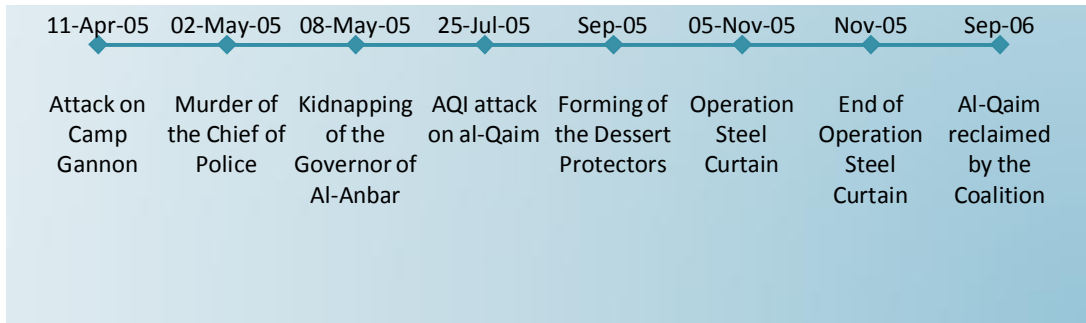 11-Apr-05 02-May-05 08-May-05 25-Jul-05 Sep-05 05-Nov-05 Nov-05 Sep-06
Attack on
Camp
Gannon
Murder of
the Chief of
Police
Kidnapping
of the
Governor of
Al-Anbar
AQI attack
on al-Qaim
Forming of
the Dessert
Protectors
Operation
Steel
Curtain
End of
Operation
Steel
Curtain
Al-Qaim
reclaimed
by the
Coalition